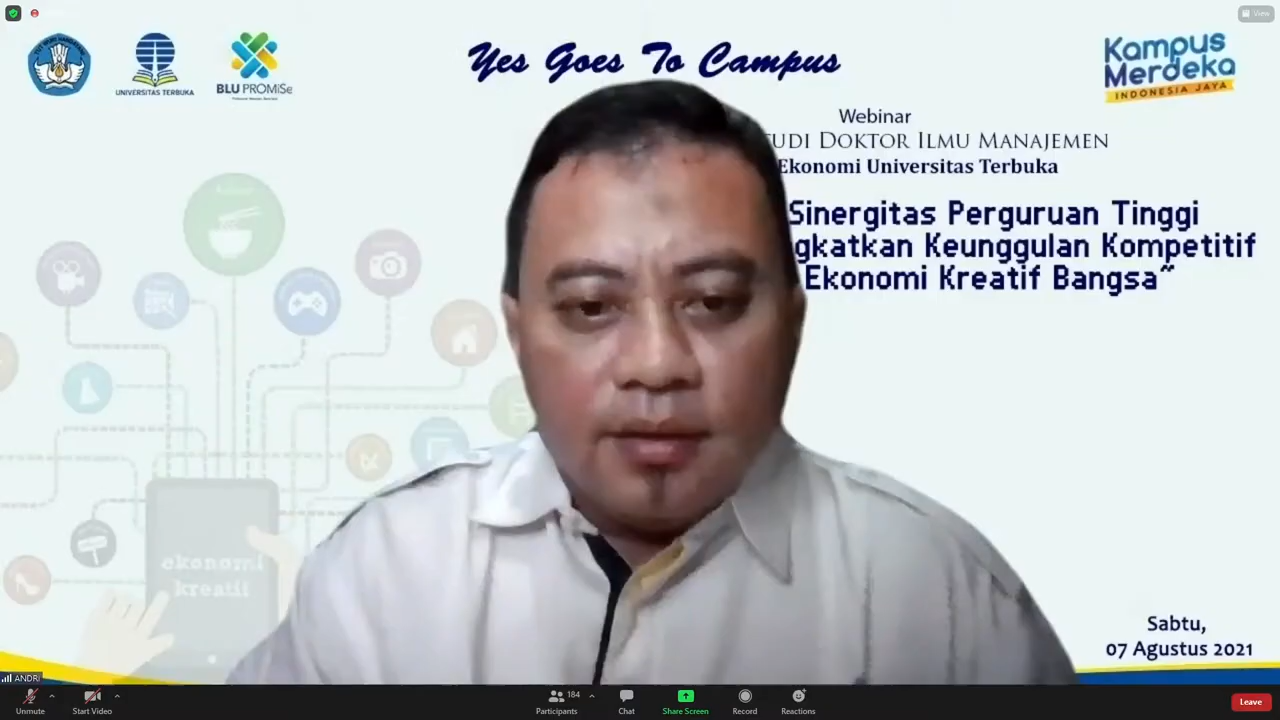 View
Yes Goes To Campus
UNIVERSITAS TERBUKA
BLU PROMISe
Kampus
Merdeka
INDONESIA JAYA
Webinar
TUDI DOKTOR ILMU MANAJEMEN
Ekonomi Universitas Terbuka
Sinergitas Perguruan Tinggi
gkatkan Keunggulan Kompetitif
Ekonomi Kreatif Bangsa”
ekonomi
kreatif
Sabtu,
07 Agustus 2021
ANDRI
Unmute
Start Video
Participants
184
Chat
Share Screen
Record
Reactions
Leave